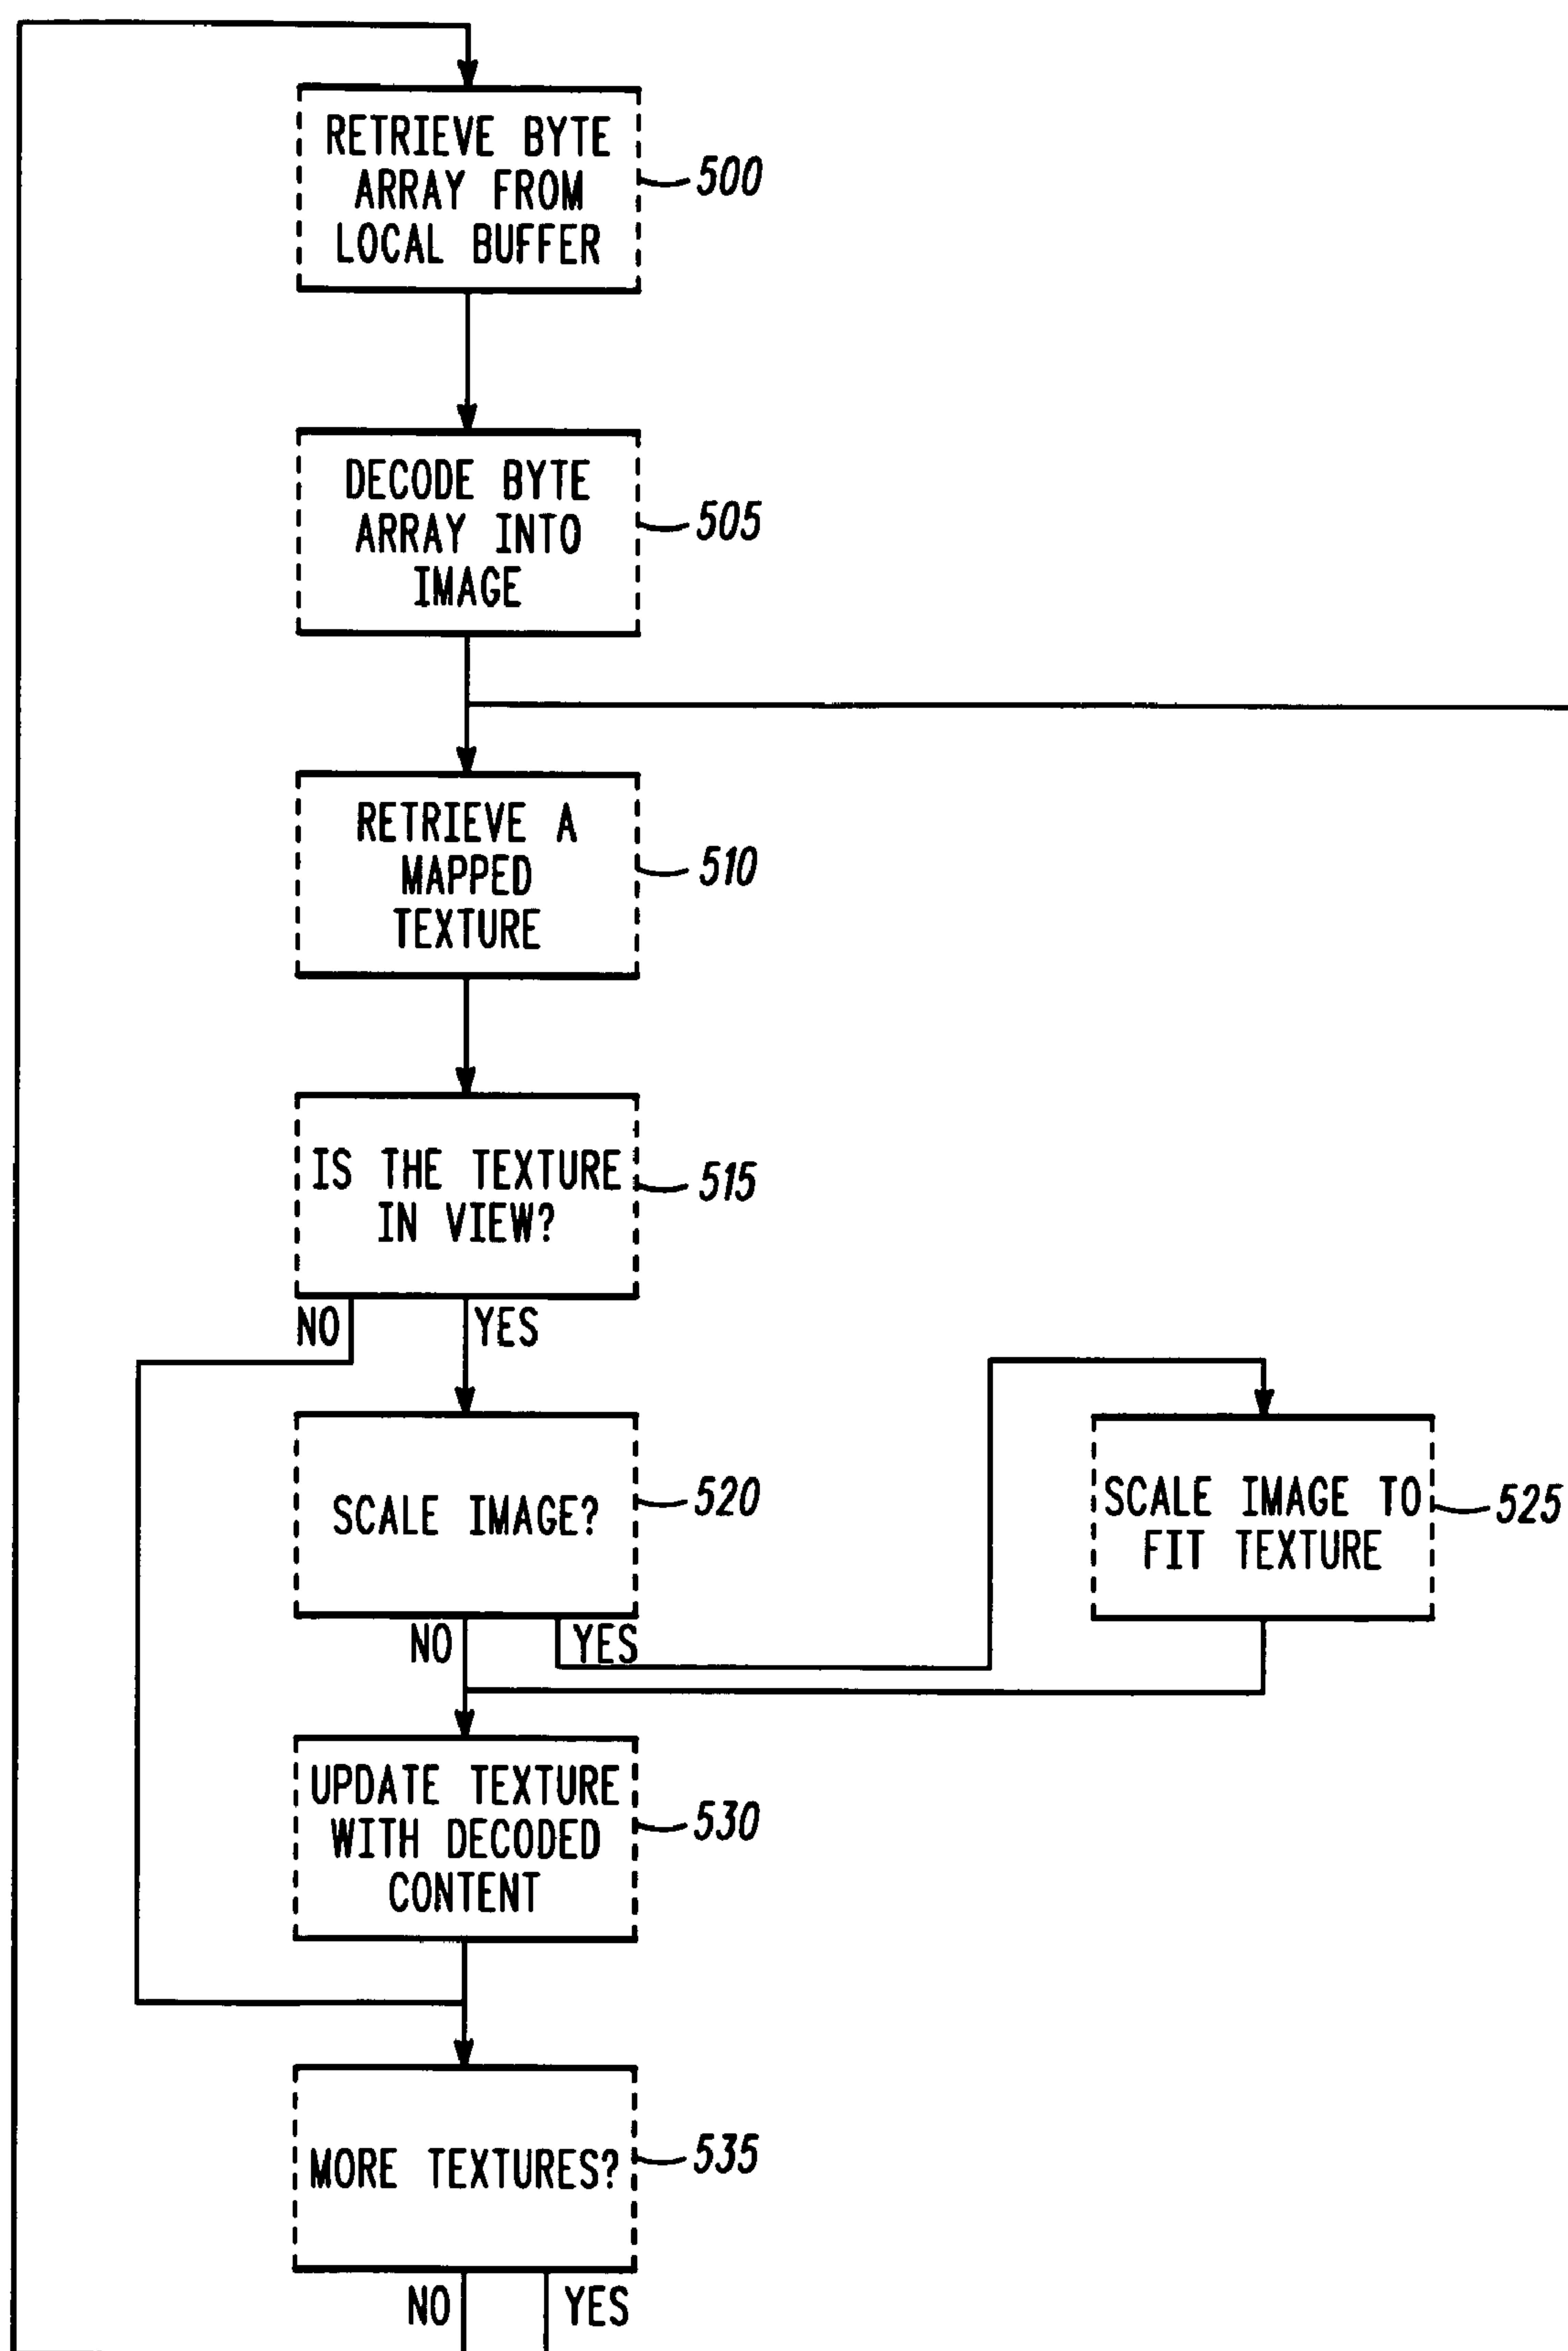 RETRIEVE BYTE
ARRAY FROM
LOCAL BUFFER
500
DECODE BYTE
ARRAY INTO
IMAGE
505
RETRIEVE A
MAPPED
TEXTURE
510
IS THE TEXTURE
IN VIEW?
515
NO
YES
SCALE IMAGE?
520
SCALE IMAGE TO
FIT TEXTURE
525
NO
YES
UPDATE TEXTURE
WITH DECODED
CONTENT
530
MORE TEXTURES?
535
NO
YES